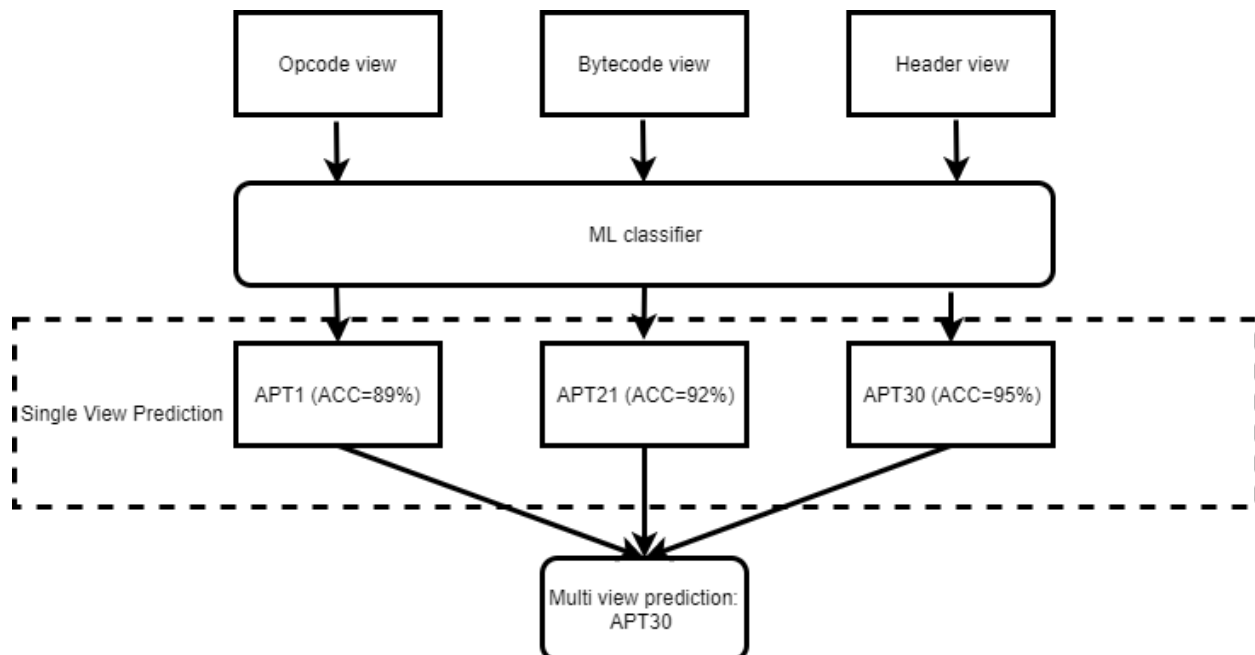 Opcode view
Bytecode view
Header view
ML classifier
APT1 (ACC=89%)
APT21 (ACC=92%)
APT30 (ACC=95%)
Single View Prediction
Multi view prediction:
APT30